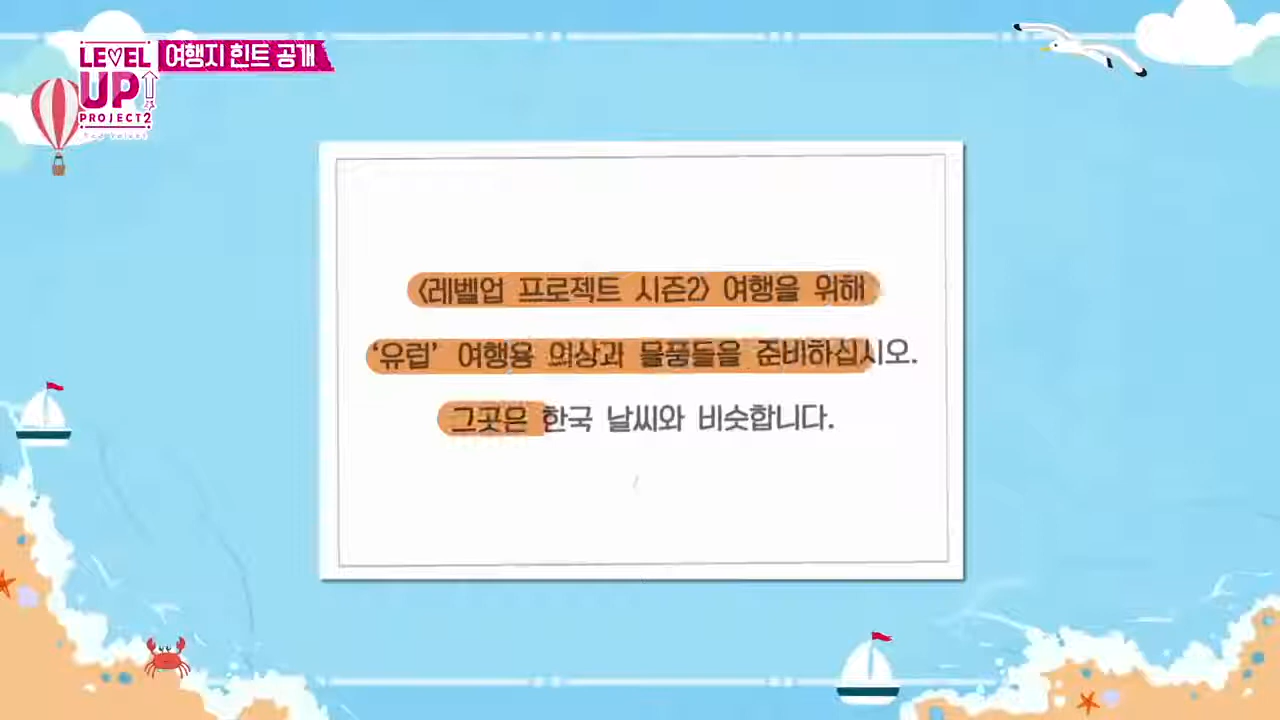 LEVEL UP! PROJECT2
Red Velvet
여행지 힌트 공개
<레벨업 프로젝트 시즌2> 여행을 위해
‘유럽’ 여행용 의상과 물품들을 준비하십시오.
그곳은 한국 날씨와 비슷합니다.